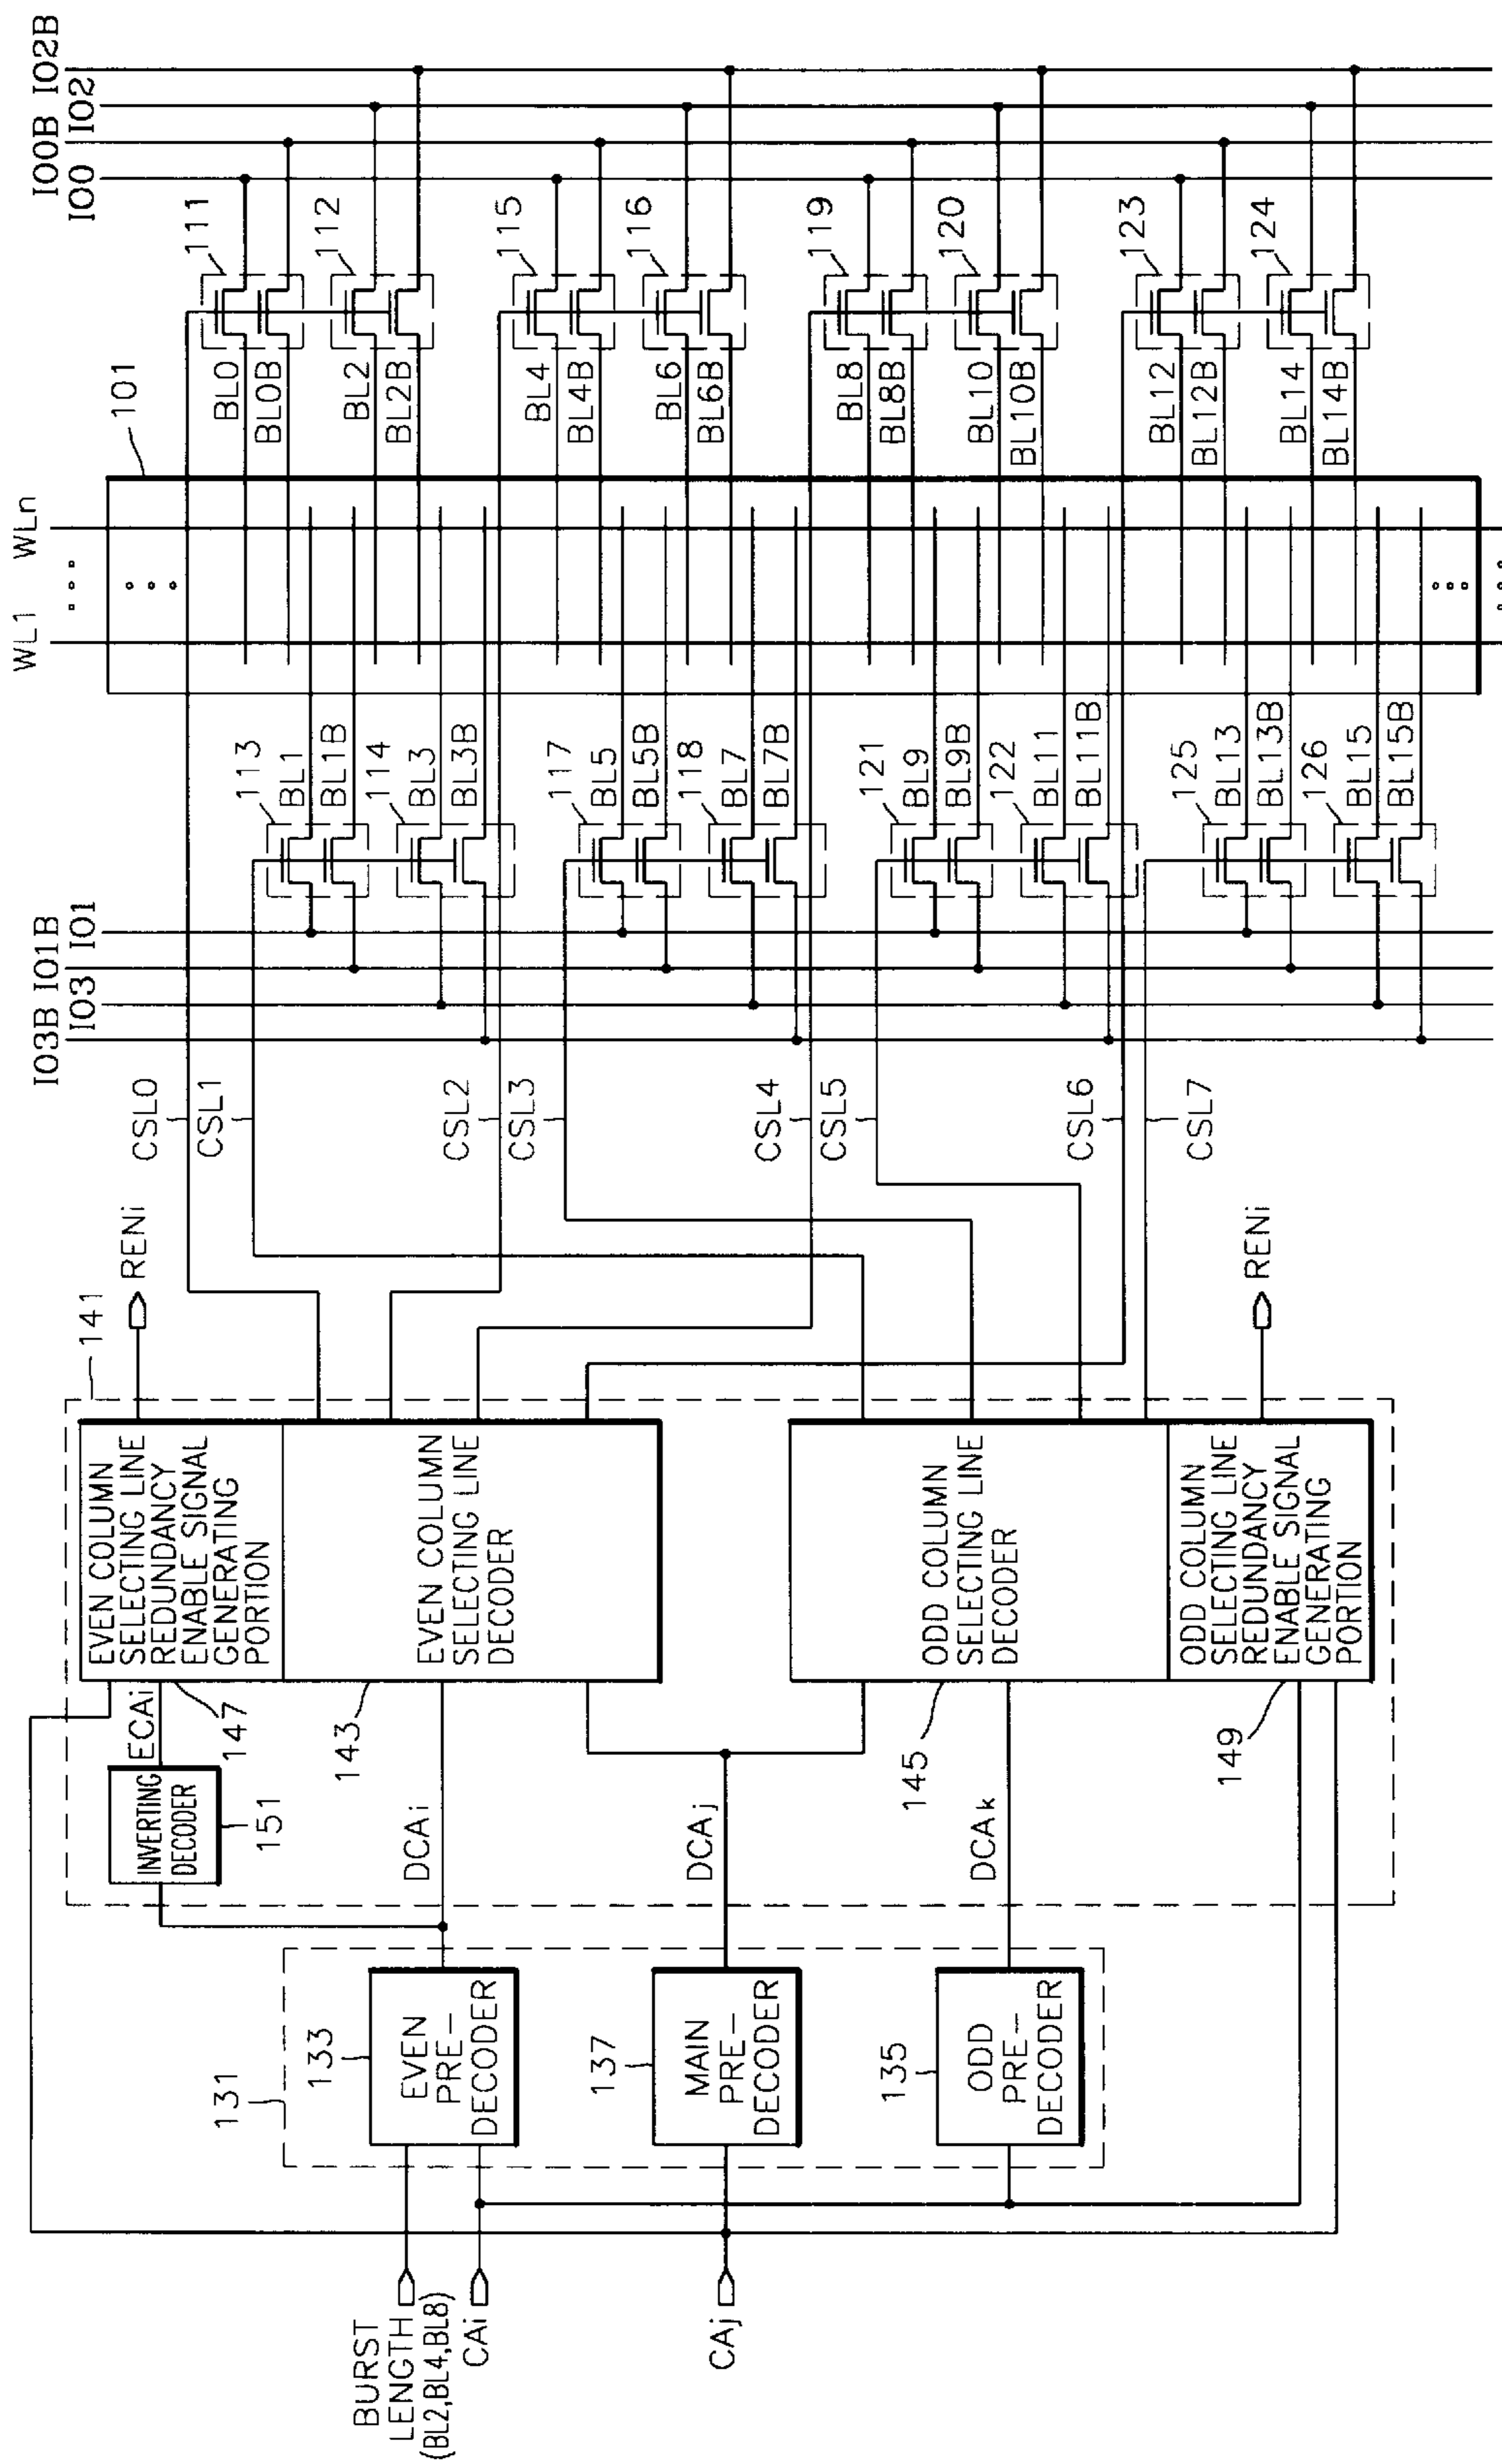 IO0B IO2B
IO0 IO2
111
112
115
116
119
120
123
124
BL0
BL0B
BL2
BL2B
BL4
BL4B
BL6
BL6B
BL8
BL8B
BL10
BL10B
BL12
BL12B
BL14
BL14B
101
WLn
WL1
113
BL1
BL1B
114
BL3
BL3B
117
BL5
BL5B
118
BL7
BL7B
121
BL9
BL9B
122
BL11
BL11B
125
BL13
BL13B
126
BL15
BL15B
IO3B IO1B
IO3 IO1
CSL0
CSL1
CSL2
CSL3
CSL4
CSL5
CSL6
CSL7
RENi
RENi
141
EVEN COLUMN
SELECTING LINE
REDUNDANCY
ENABLE SIGNAL
GENERATING
PORTION
EVEN COLUMN
SELECTING LINE
DECODER
ODD COLUMN
SELECTING LINE
DECODER
ODD COLUMN
SELECTING LINE
REDUNDANCY
ENABLE SIGNAL
GENERATING
PORTION
ECAi
147
143
145
149
INVERTING
DECODER
151
DCAi
DCAj
DCAk
131
133
EVEN
PRE-
DECODER
137
MAIN
PRE-
DECODER
135
ODD
PRE-
DECODER
BURST
LENGTH
(BL2,BL4,BL8)
CAi
CAj